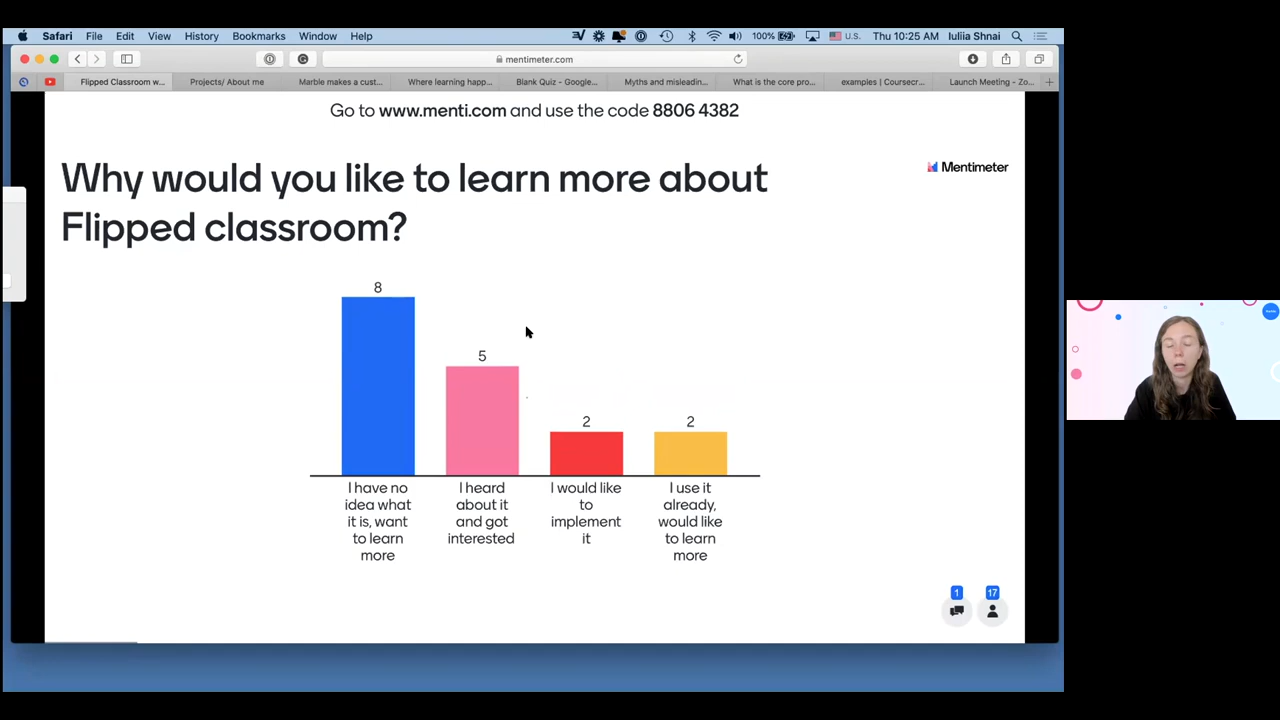 Safari File Edit View History Bookmarks Window Help 100% U.S. Thu 10:25 AM Iuliia Shnai
mentimeter.com
Flipped Classroom w... Projects/ About me Marble makes a cust... Where learning happ... Blank Quiz - Google... Myths and misleadin... What is the core pro... examples | Coursecr... Launch Meeting - Zo...
Go to www.menti.com and use the code 8806 4382
Mentimeter
Why would you like to learn more about
Flipped classroom?
8
5
2
2
I have no
idea what
it is, want
to learn
more
I heard
about it
and got
interested
I would like
to
implement
it
I use it
already,
would like
to learn
more
1 17